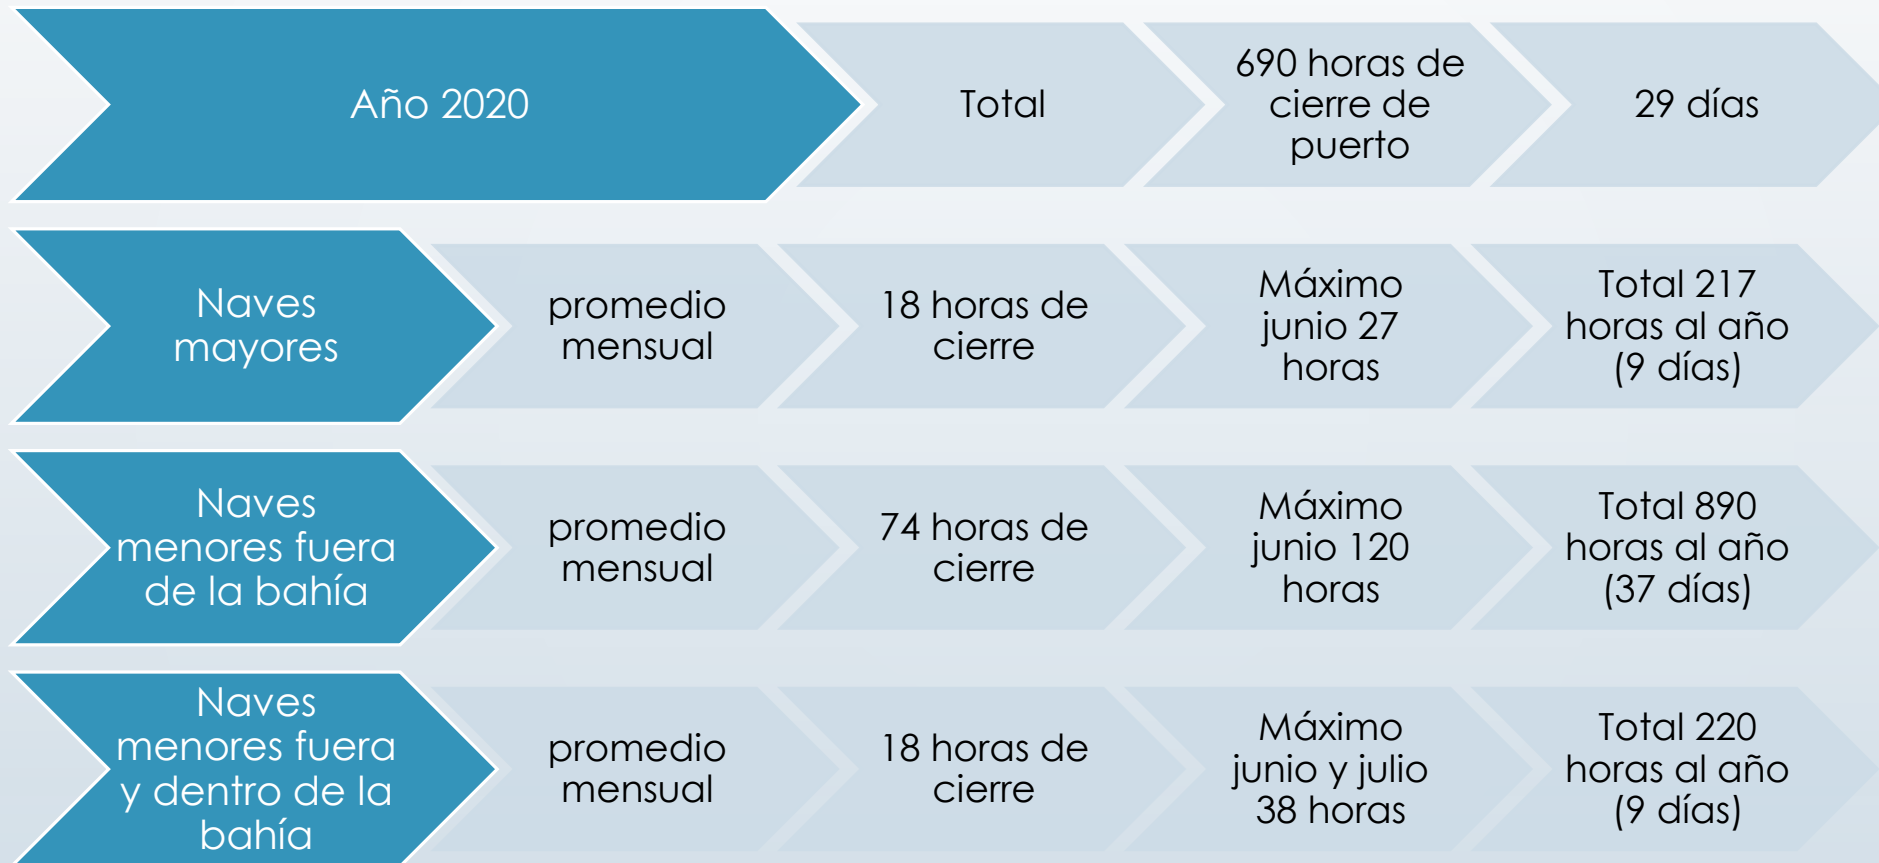 Año 2020
Total
690 horas de
cierre de
puerto
29 días
Naves
mayores
promedio
mensual
18 horas de
cierre
Máximo
junio 27
horas
Total 217
horas al año
(9 días)
Naves
menores fuera
de la bahía
promedio
mensual
74 horas de
cierre
Máximo
junio 120
horas
Total 890
horas al año
(37 días)
Naves
menores fuera
y dentro de la
bahía
promedio
mensual
18 horas de
cierre
Máximo
junio y julio
38 horas
Total 220
horas al año
(9 días)